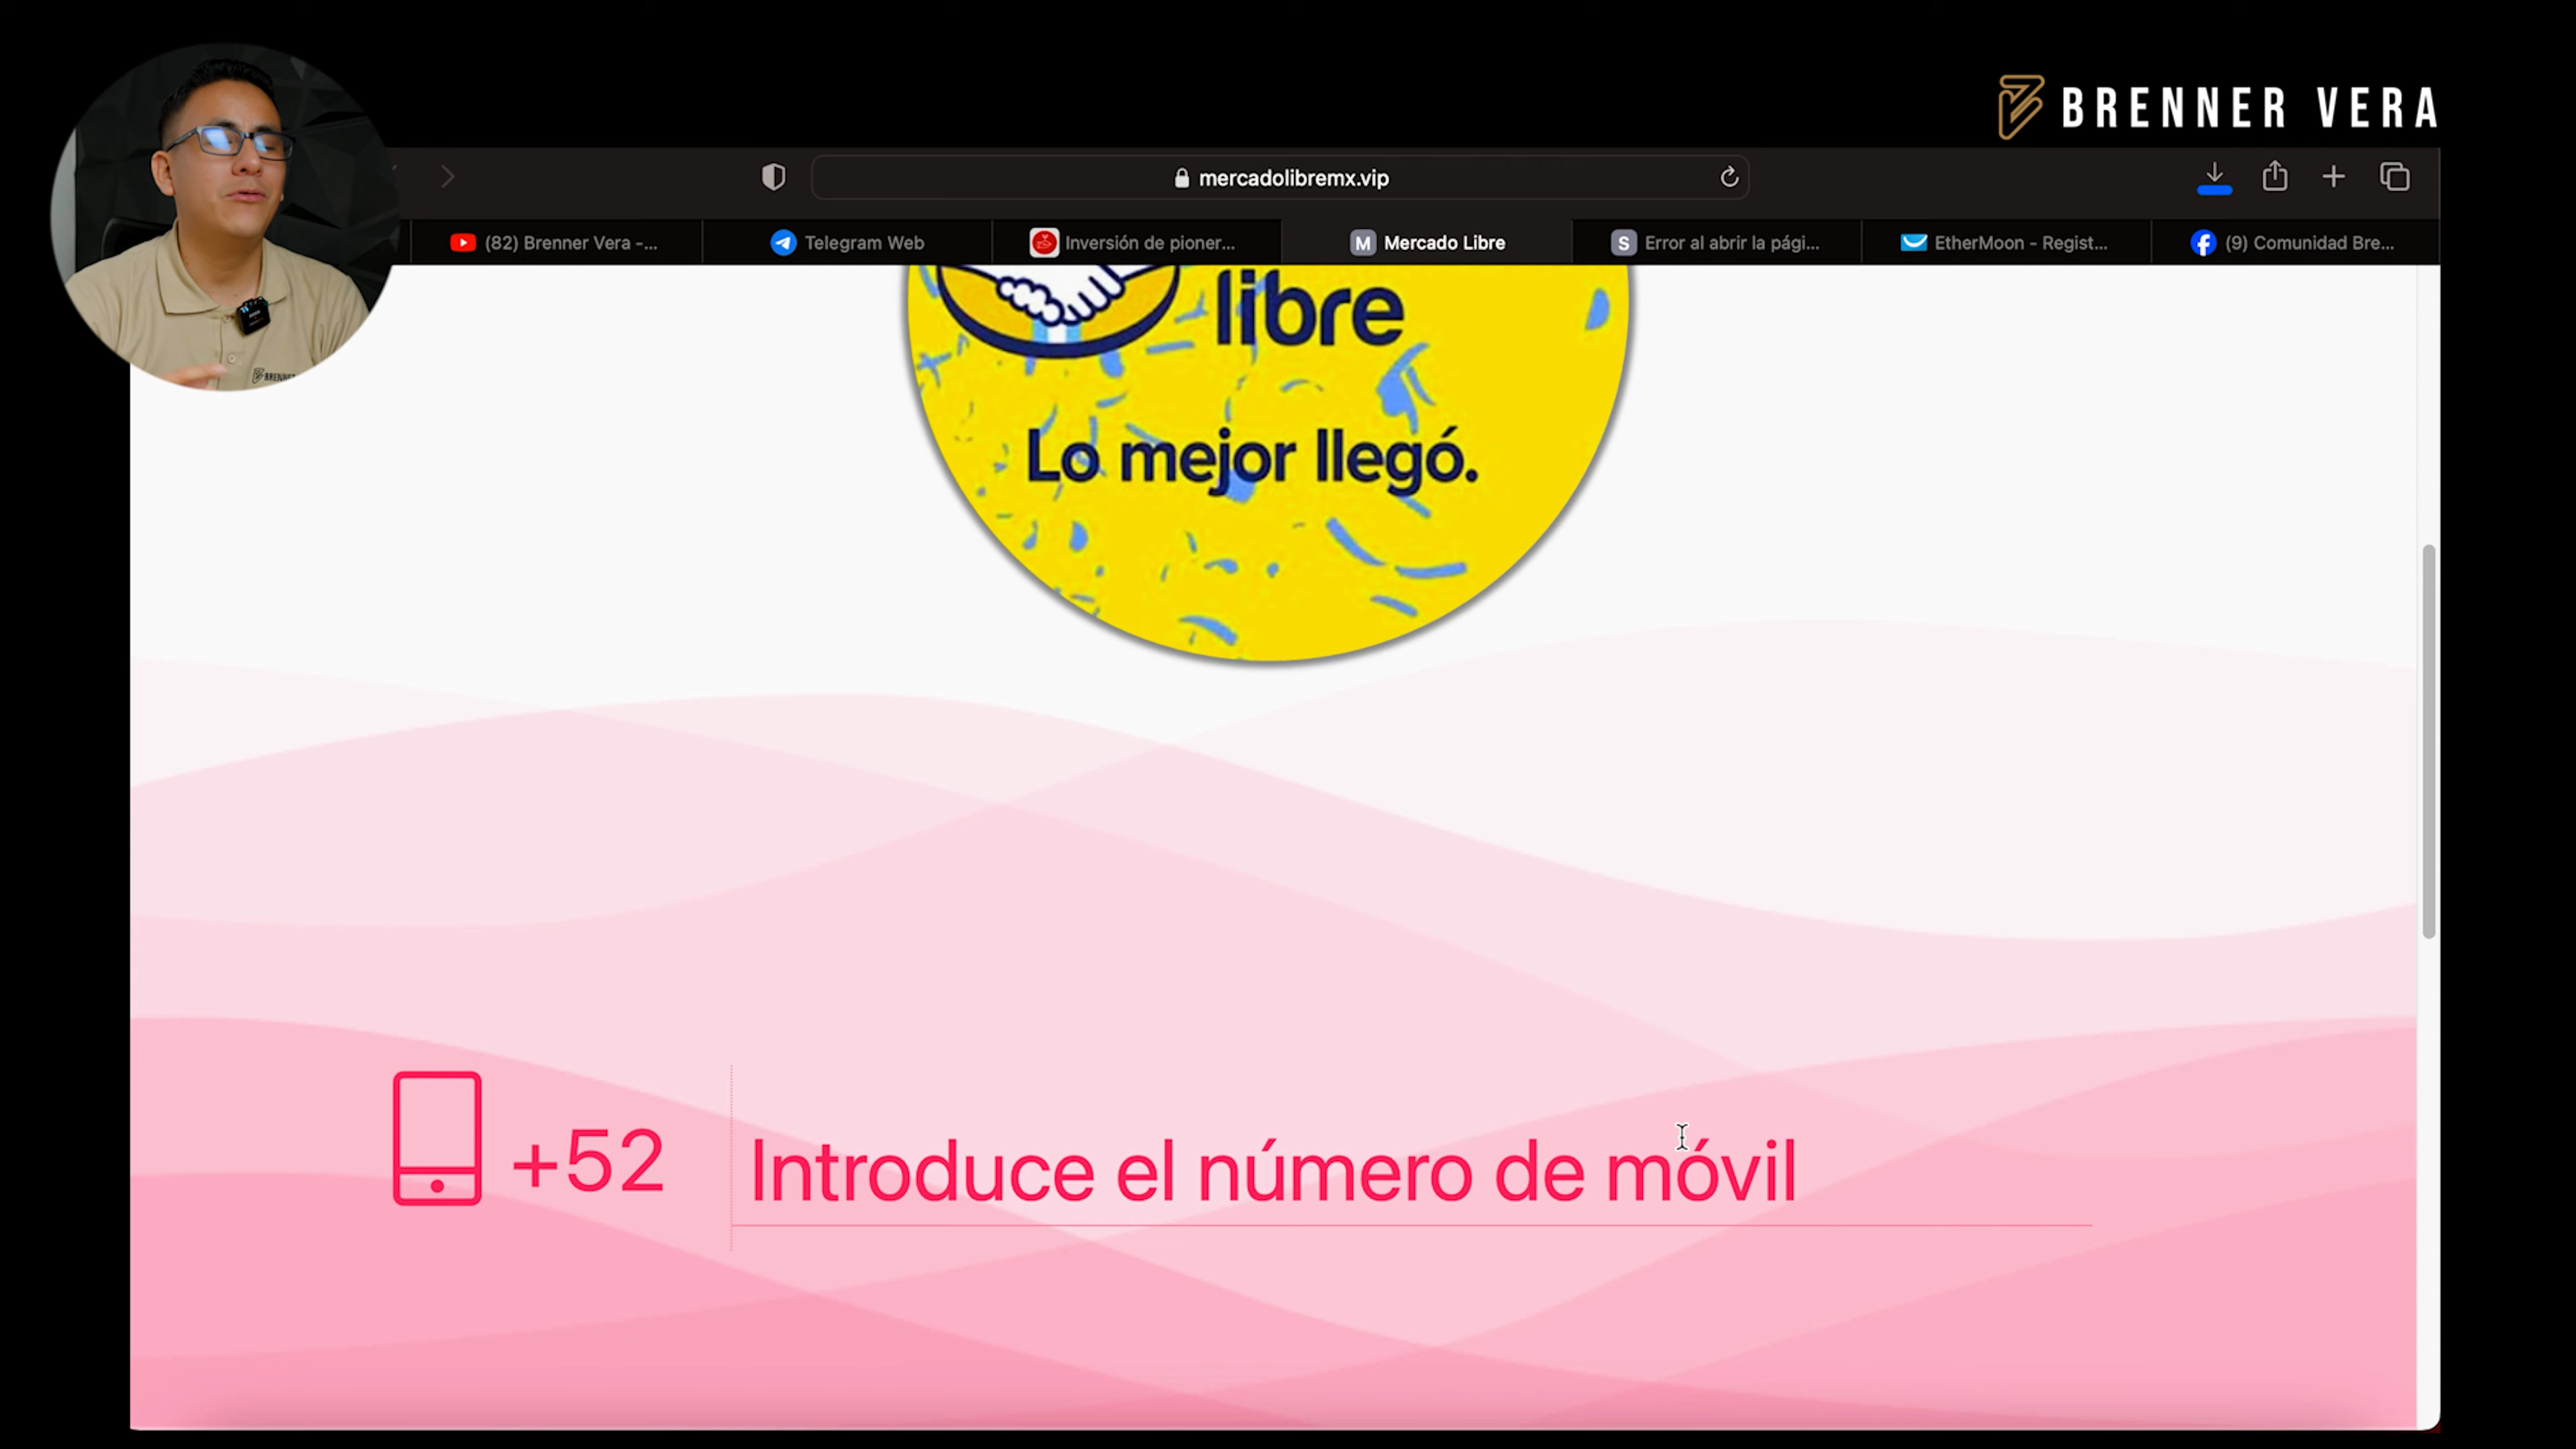 BRENNER VERA
mercadolibremx.vip
(82) Brenner Vera -...
Telegram Web
Inversión de pioner...
M Mercado Libre
S Error al abrir la pági...
EtherMoon - Regist...
(9) Comunidad Bre...
libre
Lo mejor llegó.
+52
Introduce el número de móvil